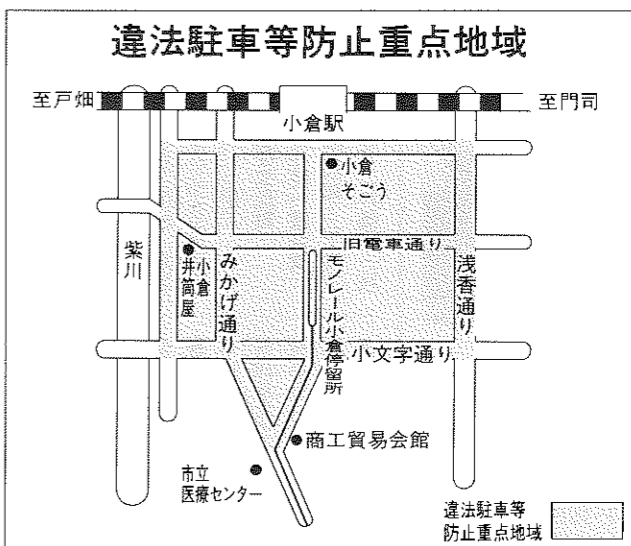 違法駐車等防止重点地域
至戸畑
至門司
小倉駅
小倉
そごう
旧電車通り
紫川
小倉
井筒屋
みかげ通り
モノレール小倉停留所
浅香通り
小文字通り
商工貿易会館
市立
医療センター
違法駐車等
防止重点地域